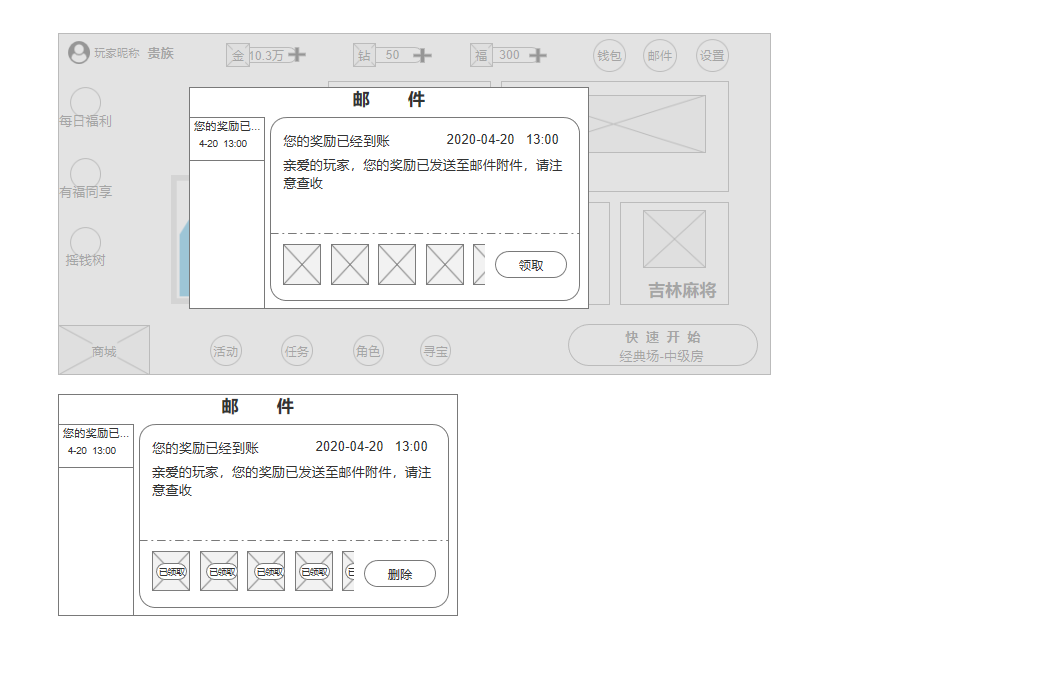 玩家昵称 贵族
金 10.3万
钻 50
福 300
钱包
邮件
设置
每日福利
有福同享
摇钱树
邮 件
您的奖励已...
4-20 13:00
您的奖励已经到账 2020-04-20 13:00
亲爱的玩家，您的奖励已发送至邮件附件，请注
意查收
领取
吉林麻将
商城
活动
任务
角色
寻宝
快 速 开 始
经典场-中级房
邮 件
您的奖励已...
4-20 13:00
您的奖励已经到账 2020-04-20 13:00
亲爱的玩家，您的奖励已发送至邮件附件，请注
意查收
已领取 已领取 已领取 已领取 已
删除